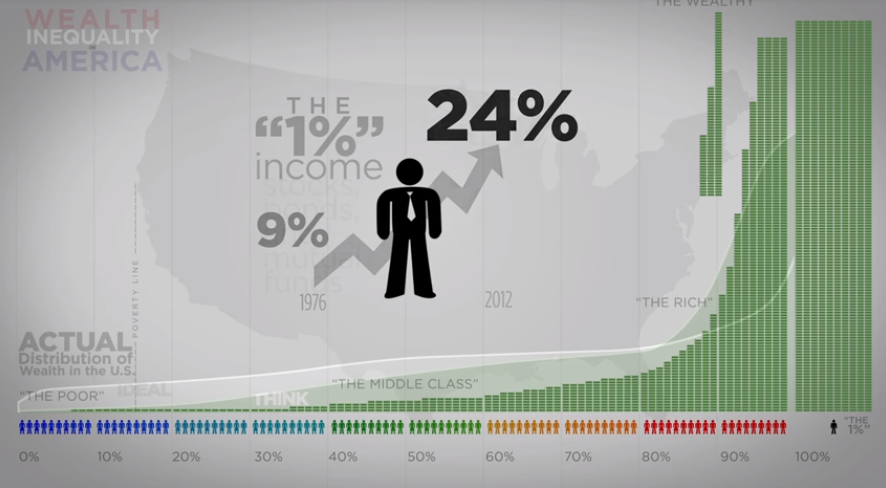 THE WEALTHY
WEALTH
INEQUALITY
AMERICA
THE
“1%”
income
stocks,
bonds,
mutual
funds
24%
9%
1976
2012
POVERTY LINE
“THE RICH”
ACTUAL
Distribution of
Wealth in the U.S.
“THE POOR”
IDEAL
THINK
“THE MIDDLE CLASS”
“THE
1%”
0%
10%
20%
30%
40%
50%
60%
70%
80%
90%
100%